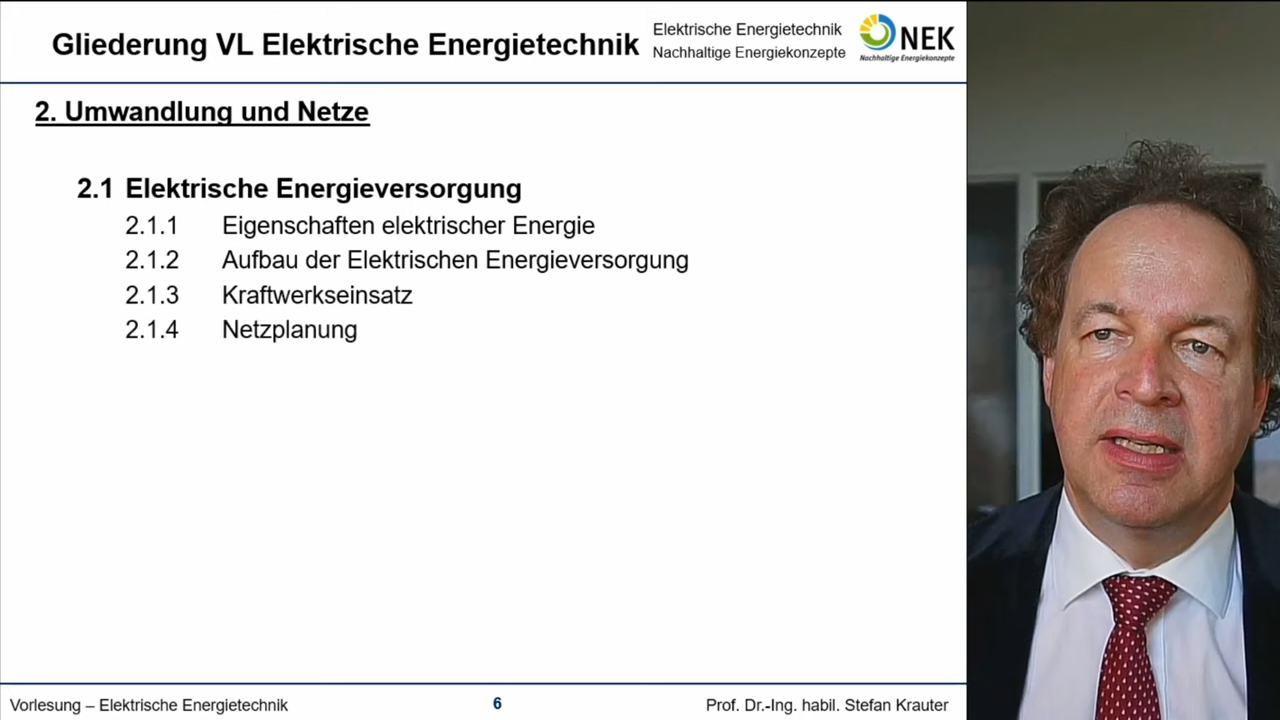 Gliederung VL Elektrische Energietechnik
Elektrische Energietechnik
Nachhaltige Energiekonzepte
NEK
Nachhaltige Energiekonzepte
2. Umwandlung und Netze
2.1 Elektrische Energieversorgung
2.1.1 Eigenschaften elektrischer Energie
2.1.2 Aufbau der Elektrischen Energieversorgung
2.1.3 Kraftwerkseinsatz
2.1.4 Netzplanung
Vorlesung – Elektrische Energietechnik
6
Prof. Dr.-Ing. habil. Stefan Krauter